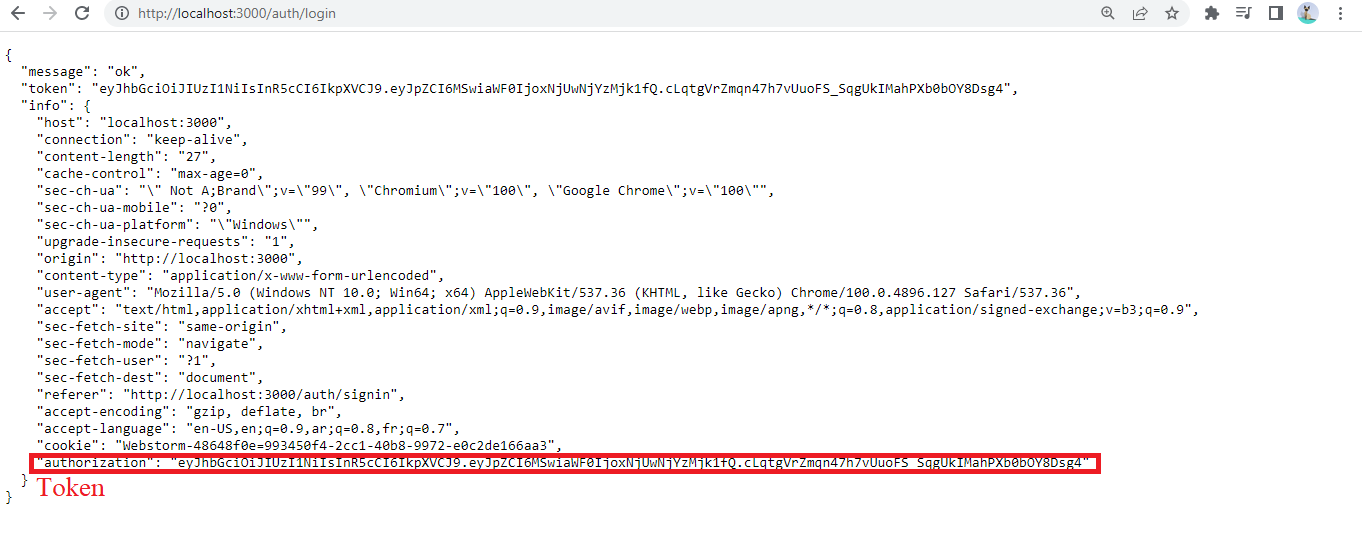 http://localhost:3000/auth/login
{
"message": "ok",
"token": "eyJhbGciOiJIUzI1NiIsInR5cCI6IkpXVCJ9.eyJpZCI6MSwiaWF0IjoxNjUwNjYzMjk1fQ.cLqtgVrZmqn47h7vUuoFS_SqgUkIMahPXb0bOY8Dsg4",
"info": {
"host": "localhost:3000",
"connection": "keep-alive",
"content-length": "27",
"cache-control": "max-age=0",
"sec-ch-ua": "\" Not A;Brand\";v=\"99\", \"Chromium\";v=\"100\", \"Google Chrome\";v=\"100\"",
"sec-ch-ua-mobile": "?0",
"sec-ch-ua-platform": "\"Windows\"",
"upgrade-insecure-requests": "1",
"origin": "http://localhost:3000",
"content-type": "application/x-www-form-urlencoded",
"user-agent": "Mozilla/5.0 (Windows NT 10.0; Win64; x64) AppleWebKit/537.36 (KHTML, like Gecko) Chrome/100.0.4896.127 Safari/537.36",
"accept": "text/html,application/xhtml+xml,application/xml;q=0.9,image/avif,image/webp,image/apng,*/*;q=0.8,application/signed-exchange;v=b3;q=0.9",
"sec-fetch-site": "same-origin",
"sec-fetch-mode": "navigate",
"sec-fetch-user": "?1",
"sec-fetch-dest": "document",
"referer": "http://localhost:3000/auth/signin",
"accept-encoding": "gzip, deflate, br",
"accept-language": "en-US,en;q=0.9,ar;q=0.8,fr;q=0.7",
"cookie": "Webstorm-48648f0e=993450f4-2cc1-40b8-9972-e0c2de166aa3",
"authorization": "eyJhbGciOiJIUzI1NiIsInR5cCI6IkpXVCJ9.eyJpZCI6MSwiaWF0IjoxNjUwNjYzMjk1fQ.cLqtgVrZmqn47h7vUuoFS_SqgUkIMahPXb0bOY8Dsg4"
}
Token
}